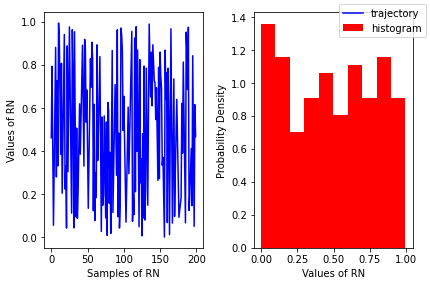 trajectory
histogram
Values of RN
1.0
0.8
0.6
0.4
0.2
0.0
0 50 100 150 200
Samples of RN
Probability Density
1.4
1.2
1.0
0.8
0.6
0.4
0.2
0.0
0.00 0.25 0.50 0.75 1.00
Values of RN